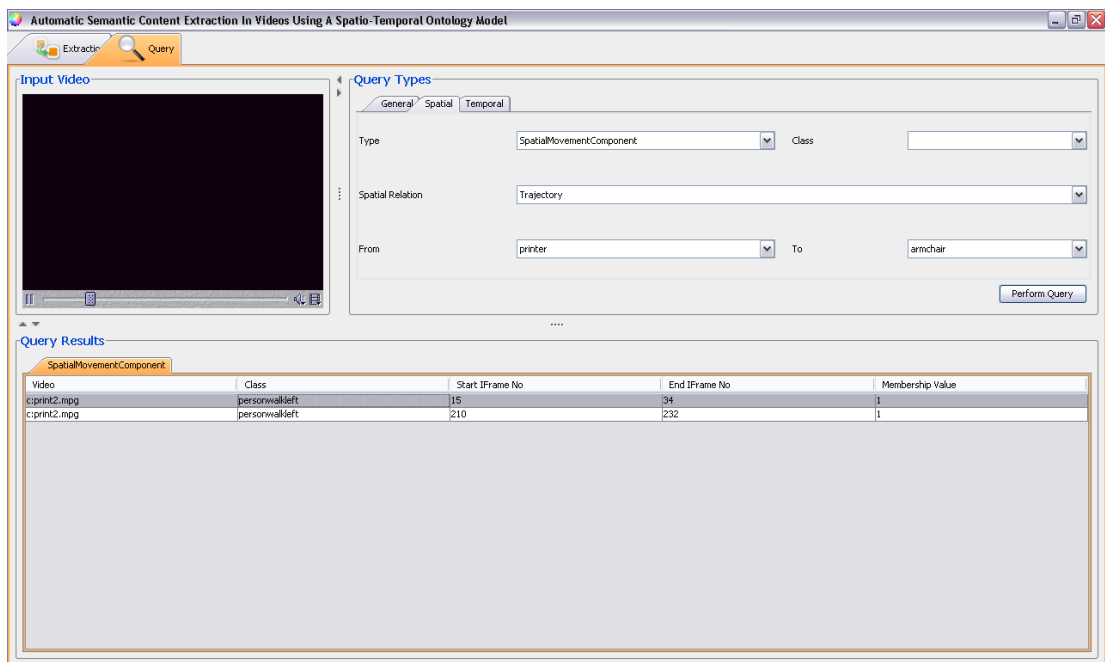 Automatic Semantic Content Extraction In Videos Using A Spatio-Temporal Ontology Model
Extractio Query
Input Video
Query Types
General Spatial Temporal
Type SpatialMovementComponent Class
Spatial Relation Trajectory
From printer To armchair
Perform Query
Query Results
SpatialMovementComponent
Video Class Start IFrame No End IFrame No Membership Value
c:print2.mpg personwalkleft 15 34 1
c:print2.mpg personwalkleft 210 232 1